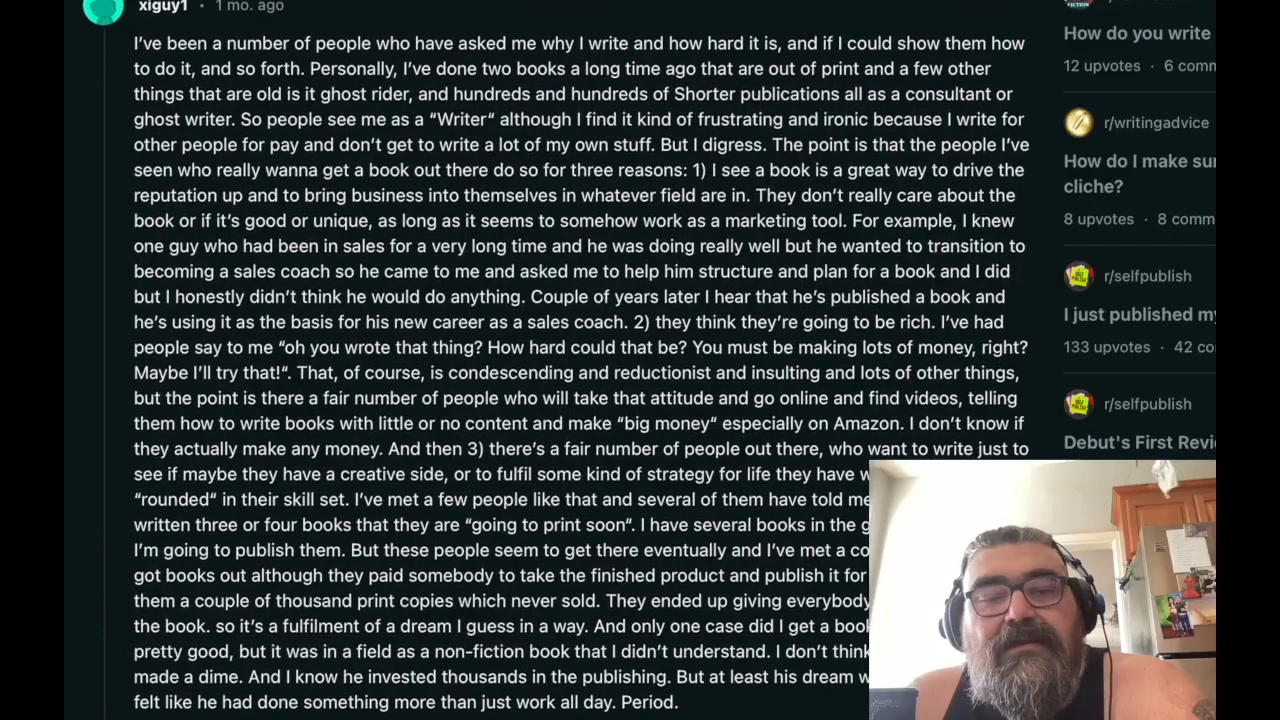 xiguy1 • 1 mo. ago
I’ve been a number of people who have asked me why I write and how hard it is, and if I could show them how
to do it, and so forth. Personally, I’ve done two books a long time ago that are out of print and a few other
things that are old is it ghost rider, and hundreds and hundreds of Shorter publications all as a consultant or
ghost writer. So people see me as a “Writer“ although I find it kind of frustrating and ironic because I write for
other people for pay and don’t get to write a lot of my own stuff. But I digress. The point is that the people I’ve
seen who really wanna get a book out there do so for three reasons: 1) I see a book is a great way to drive the
reputation up and to bring business into themselves in whatever field are in. They don’t really care about the
book or if it’s good or unique, as long as it seems to somehow work as a marketing tool. For example, I knew
one guy who had been in sales for a very long time and he was doing really well but he wanted to transition to
becoming a sales coach so he came to me and asked me to help him structure and plan for a book and I did
but I honestly didn’t think he would do anything. Couple of years later I hear that he’s published a book and
he’s using it as the basis for his new career as a sales coach. 2) they think they’re going to be rich. I’ve had
people say to me “oh you wrote that thing? How hard could that be? You must be making lots of money, right?
Maybe I’ll try that!“. That, of course, is condescending and reductionist and insulting and lots of other things,
but the point is there a fair number of people who will take that attitude and go online and find videos, telling
them how to write books with little or no content and make “big money“ especially on Amazon. I don’t know if
they actually make any money. And then 3) there’s a fair number of people out there, who want to write just to
see if maybe they have a creative side, or to fulfil some kind of strategy for life they have w
“rounded“ in their skill set. I’ve met a few people like that and several of them have told me
written three or four books that they are “going to print soon“. I have several books in the g
I’m going to publish them. But these people seem to get there eventually and I’ve met a co
got books out although they paid somebody to take the finished product and publish it for
them a couple of thousand print copies which never sold. They ended up giving everybody
the book. so it’s a fulfilment of a dream I guess in a way. And only one case did I get a book
pretty good, but it was in a field as a non-fiction book that I didn’t understand. I don’t think
made a dime. And I know he invested thousands in the publishing. But at least his dream w
felt like he had done something more than just work all day. Period.
FICTION
How do you write
12 upvotes • 6 comm
r/writingadvice
How do I make sur
cliche?
8 upvotes • 8 comm
r/selfpublish
I just published my
133 upvotes • 42 co
r/selfpublish
Debut's First Revi